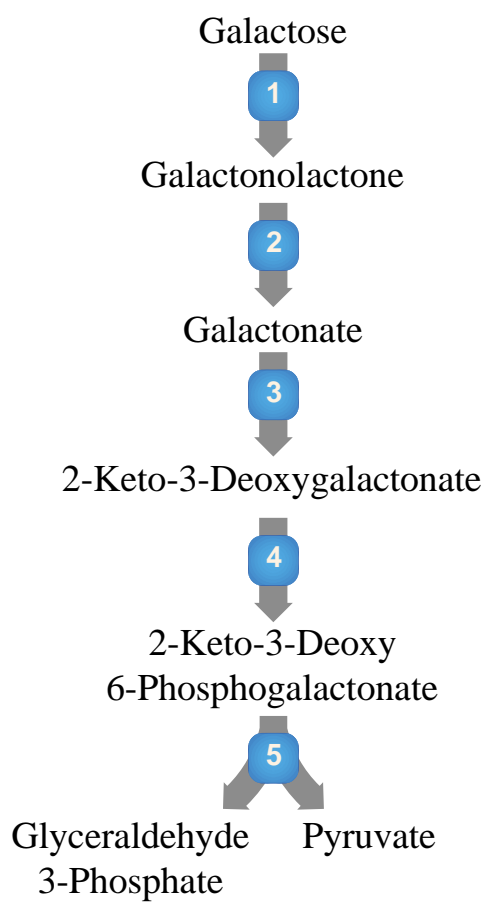 Galactose
1
Galactonolactone
2
Galactonate
3
2-Keto-3-Deoxygalactonate
4
2-Keto-3-Deoxy
6-Phosphogalactonate
5
Glyceraldehyde
3-Phosphate
Pyruvate